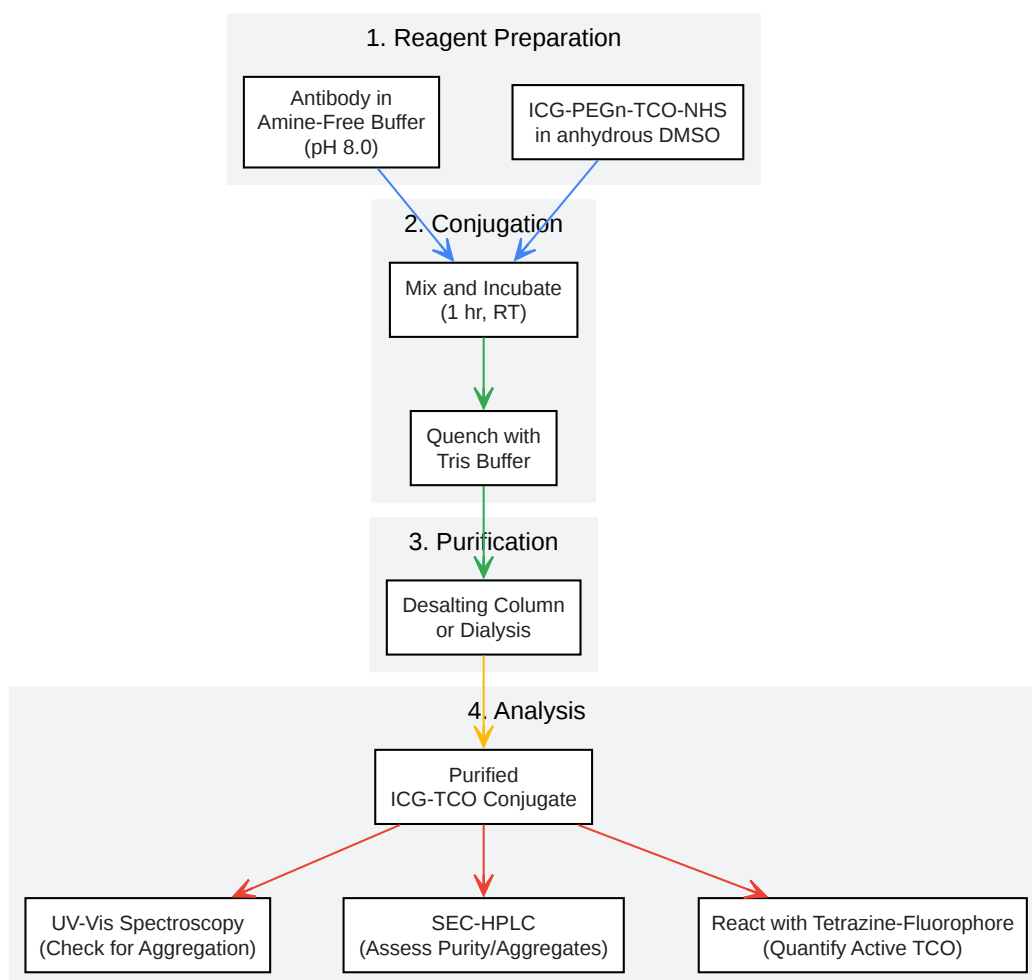 1. Reagent Preparation
Antibody in
Amine-Free Buffer
(pH 8.0)
ICG-PEGn-TCO-NHS
in anhydrous DMSO
2. Conjugation
Mix and Incubate
(1 hr, RT)
Quench with
Tris Buffer
3. Purification
Desalting Column
or Dialysis
4. Analysis
Purified
ICG-TCO Conjugate
UV-Vis Spectroscopy
(Check for Aggregation)
SEC-HPLC
(Assess Purity/Aggregates)
React with Tetrazine-Fluorophore
(Quantify Active TCO)